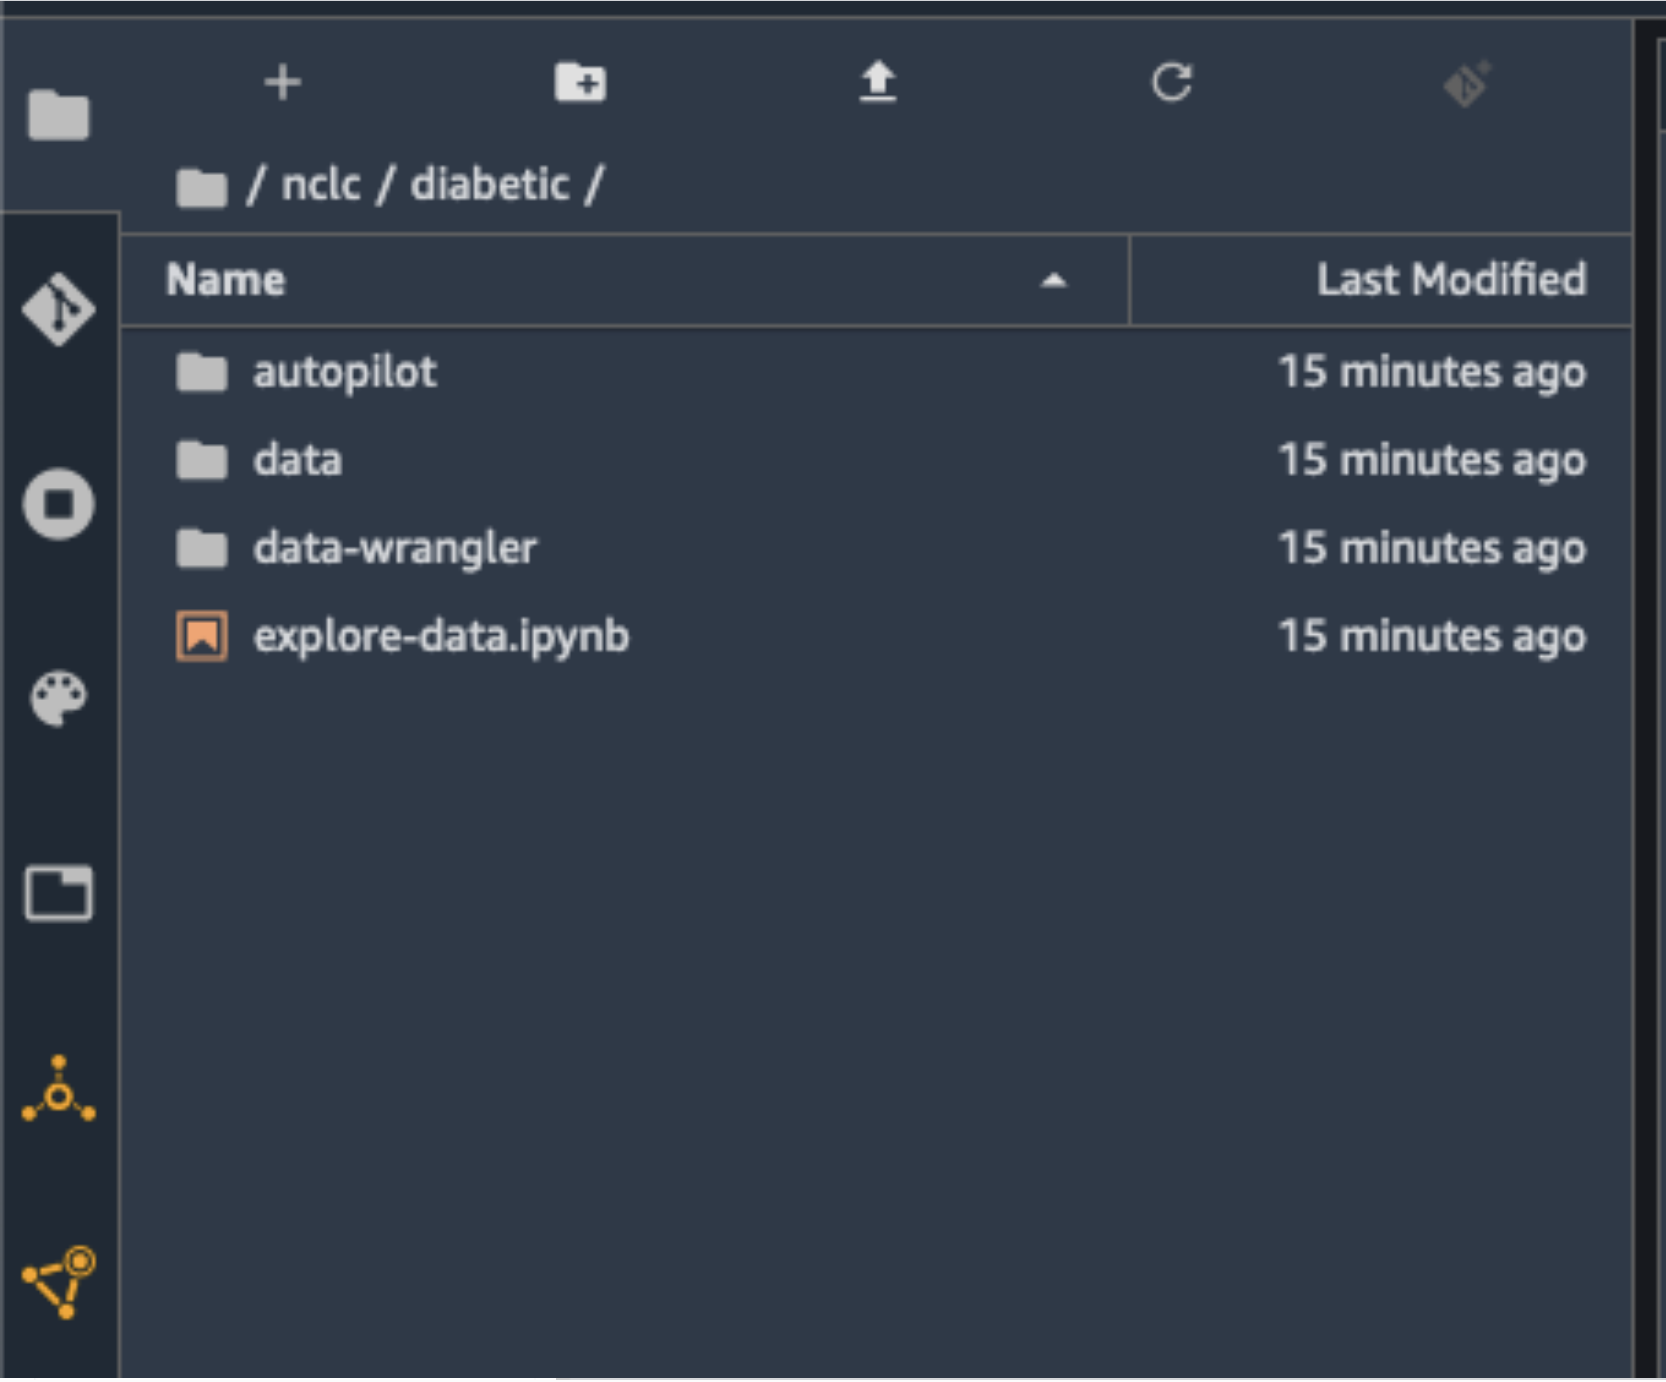 / nclc / diabetic /
Name Last Modified
autopilot 15 minutes ago
data 15 minutes ago
data-wrangler 15 minutes ago
explore-data.ipynb 15 minutes ago